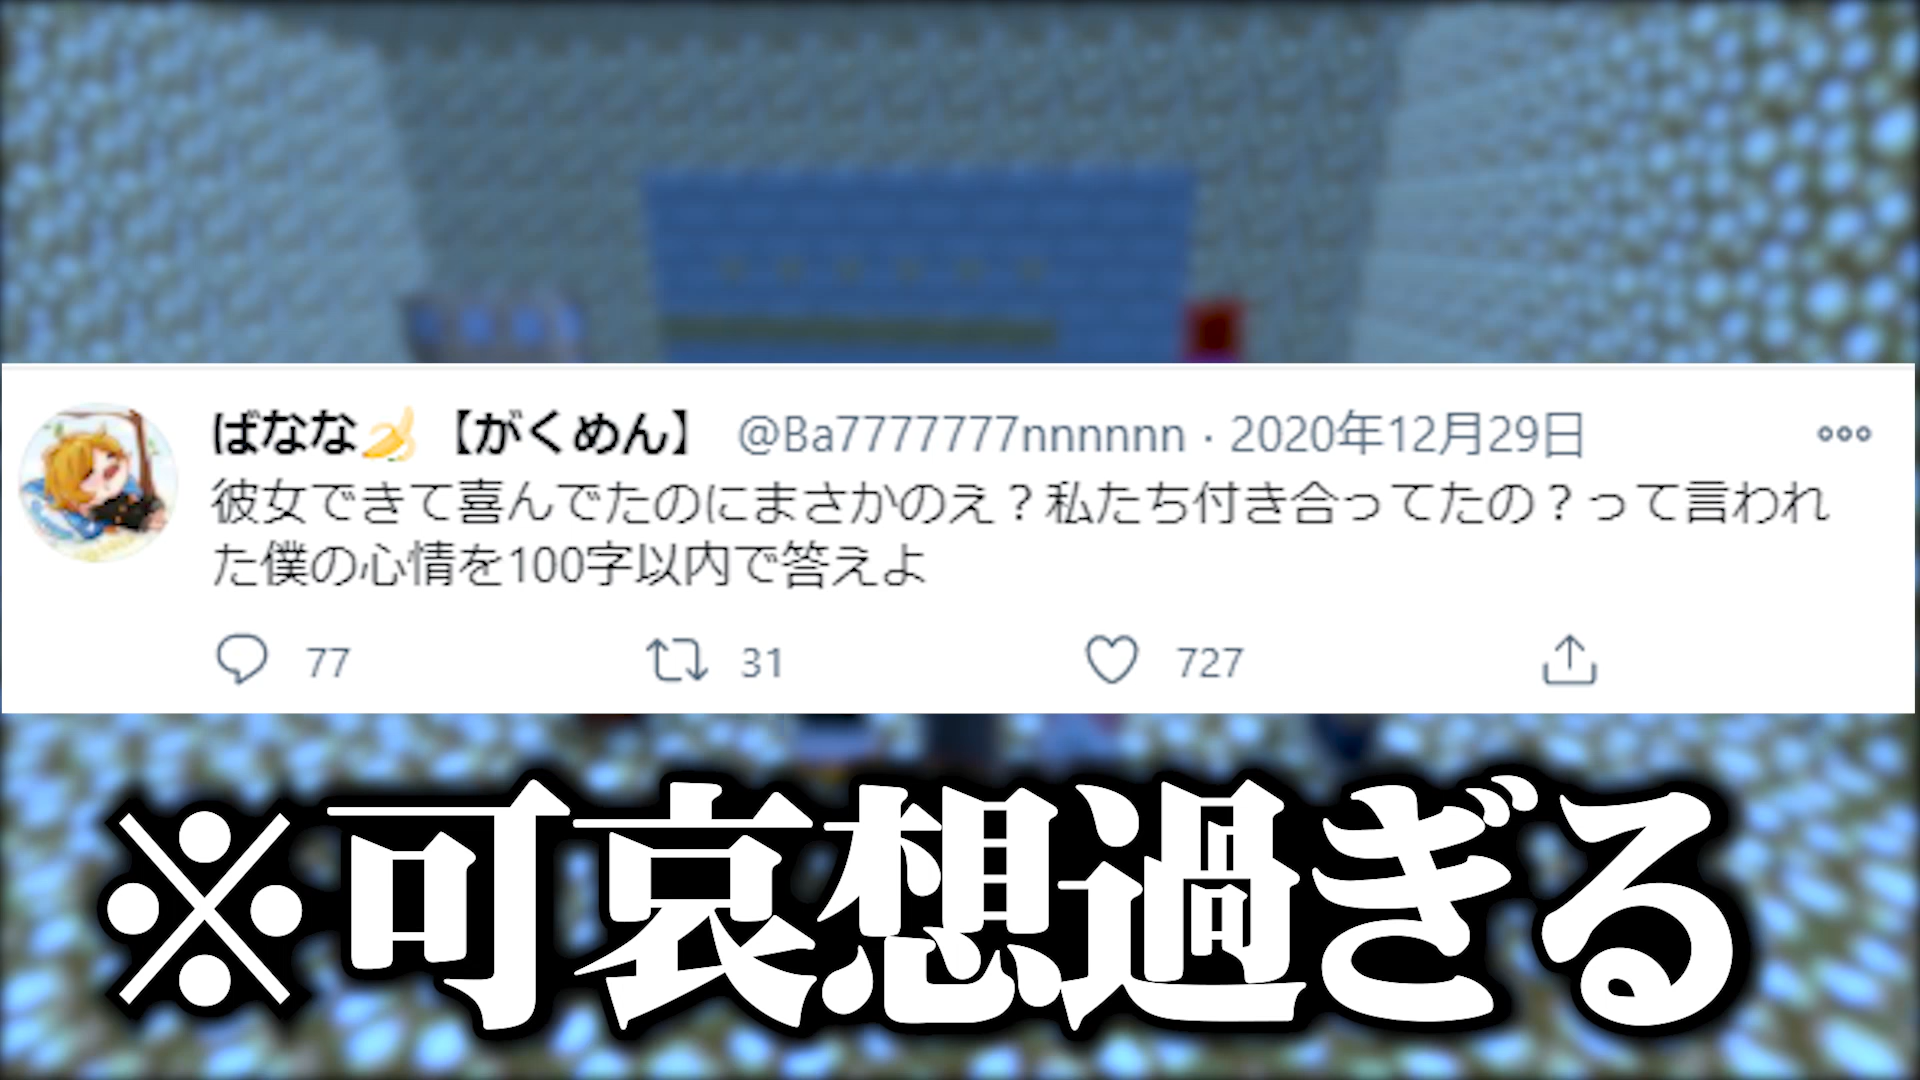 ばなな🍌【がくめん】 @Ba7777777nnnnnn · 2020年12月29日
彼女できて喜んでたのにまさかのえ？私たち付き合ってたの？って言われ
た僕の心情を100字以内で答えよ
77 31 727
※可哀想過ぎる